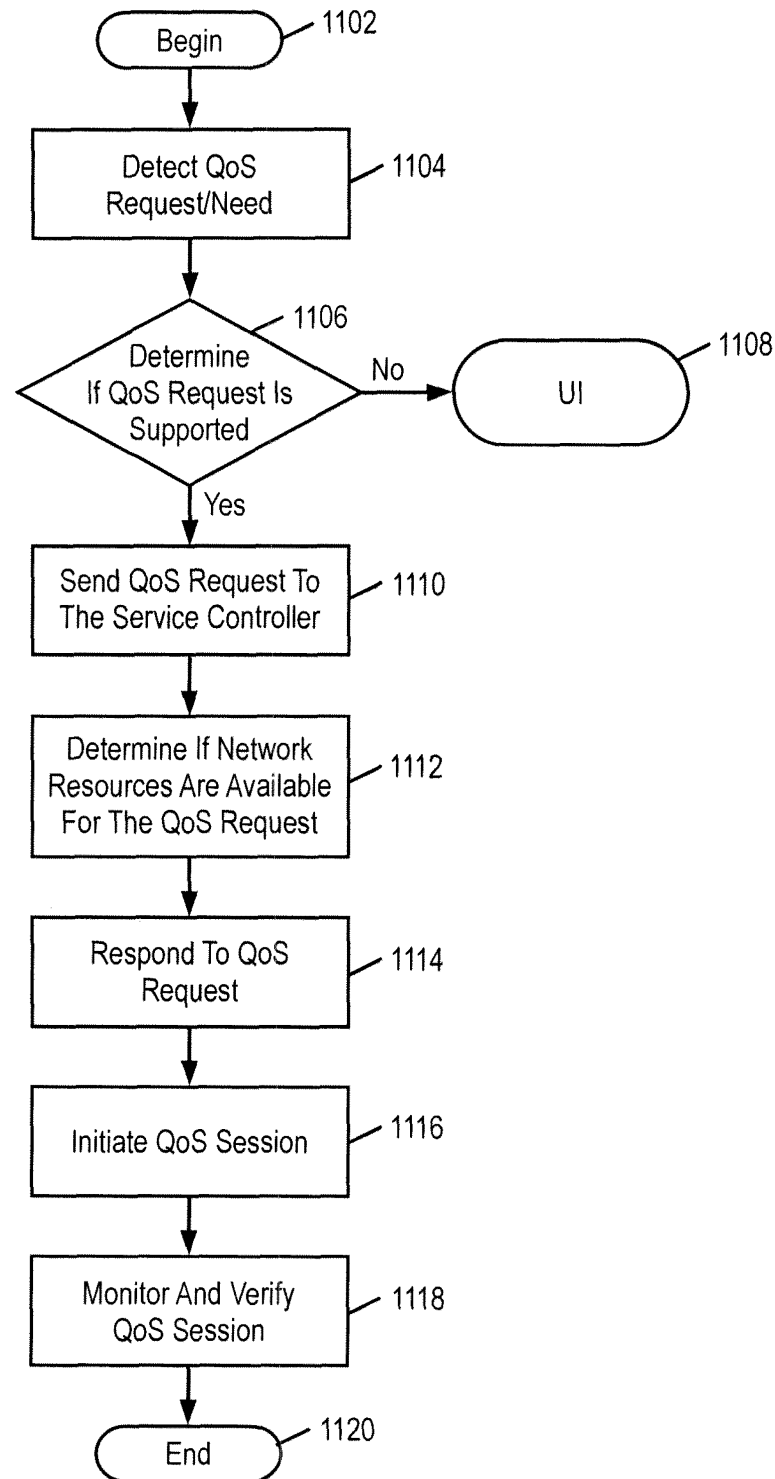 Begin
1102
Detect QoS
Request/Need
1104
1106
Determine
If QoS Request Is
Supported
No
UI
1108
Yes
Send QoS Request To
The Service Controller
1110
Determine If Network
Resources Are Available
For The QoS Request
1112
Respond To QoS
Request
1114
Initiate QoS Session
1116
Monitor And Verify
QoS Session
1118
End
1120